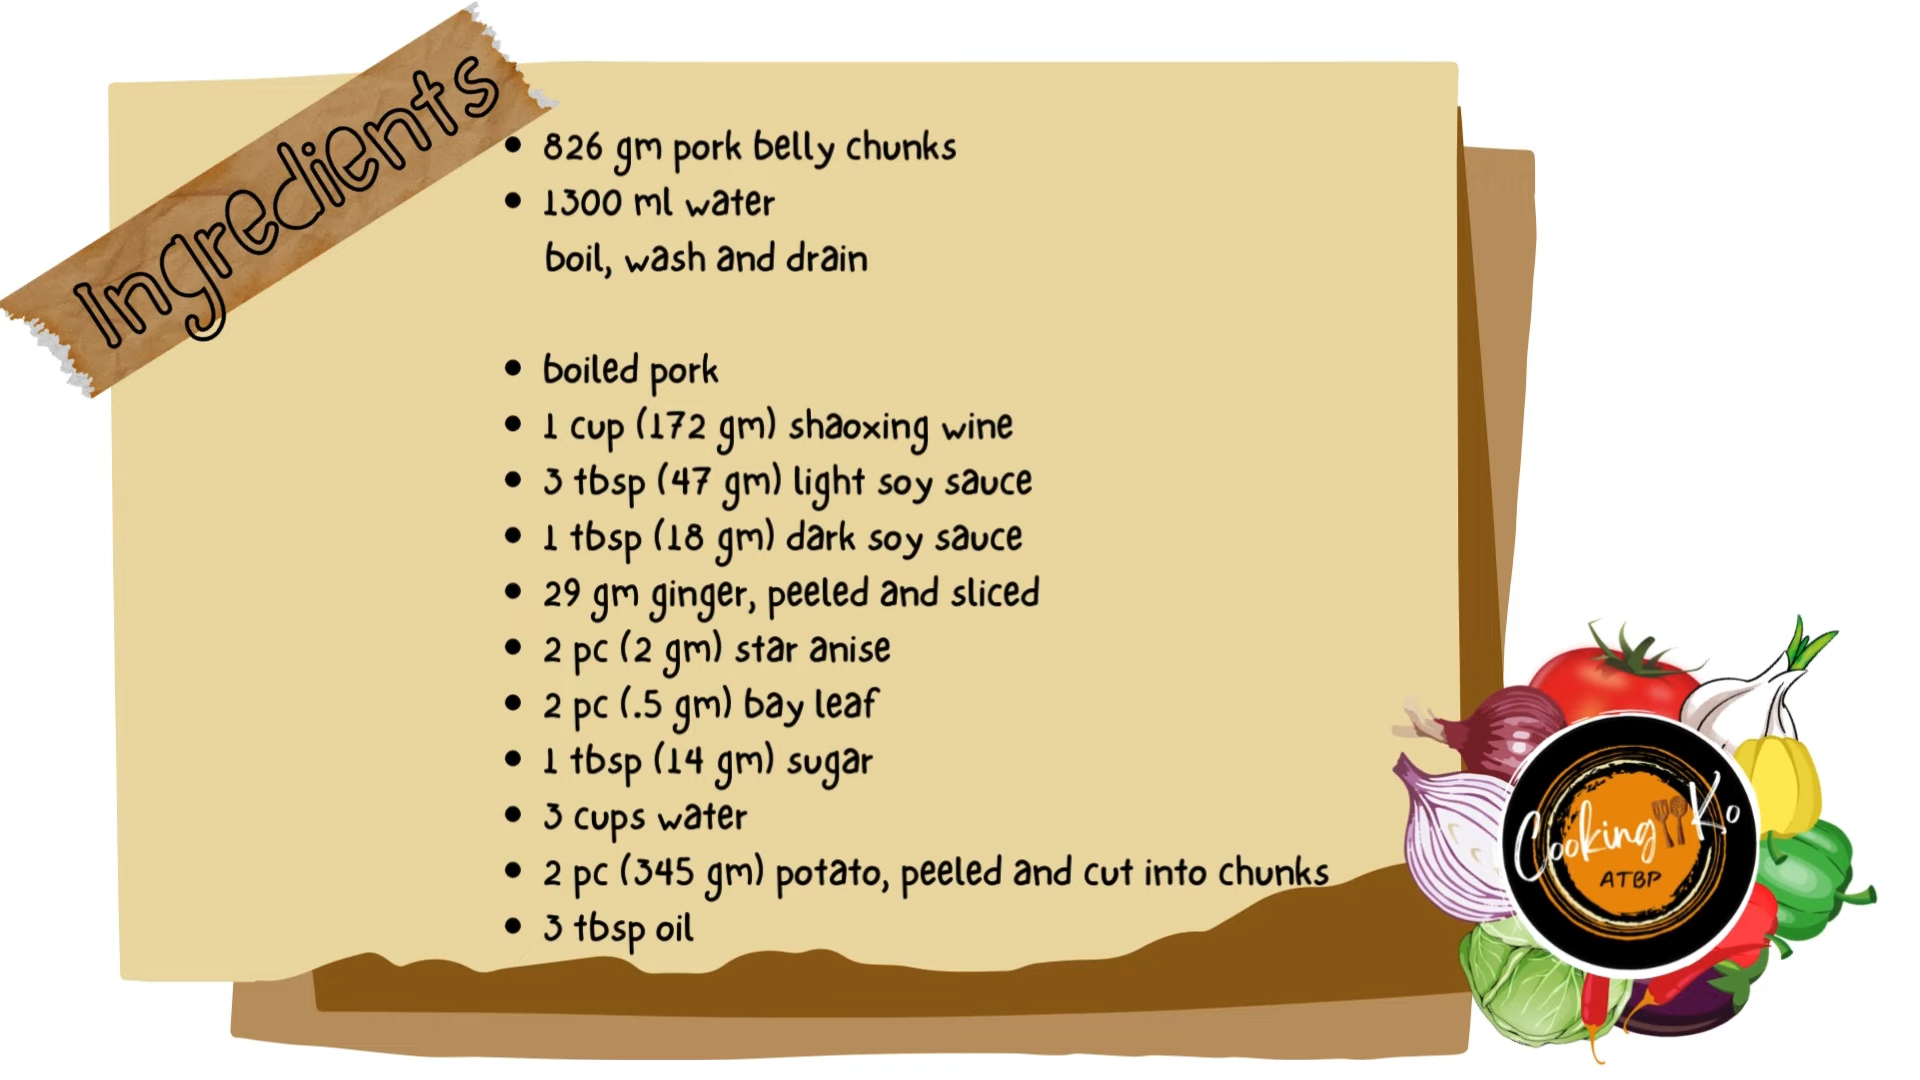 Ingredients
• 826 gm pork belly chunks
• 1300 ml water
boil, wash and drain
• boiled pork
• 1 cup (172 gm) shaoxing wine
• 3 tbsp (47 gm) light soy sauce
• 1 tbsp (18 gm) dark soy sauce
• 29 gm ginger, peeled and sliced
• 2 pc (2 gm) star anise
• 2 pc (.5 gm) bay leaf
• 1 tbsp (14 gm) sugar
• 3 cups water
• 2 pc (345 gm) potato, peeled and cut into chunks
• 3 tbsp oil
Cooking Ko
ATBP